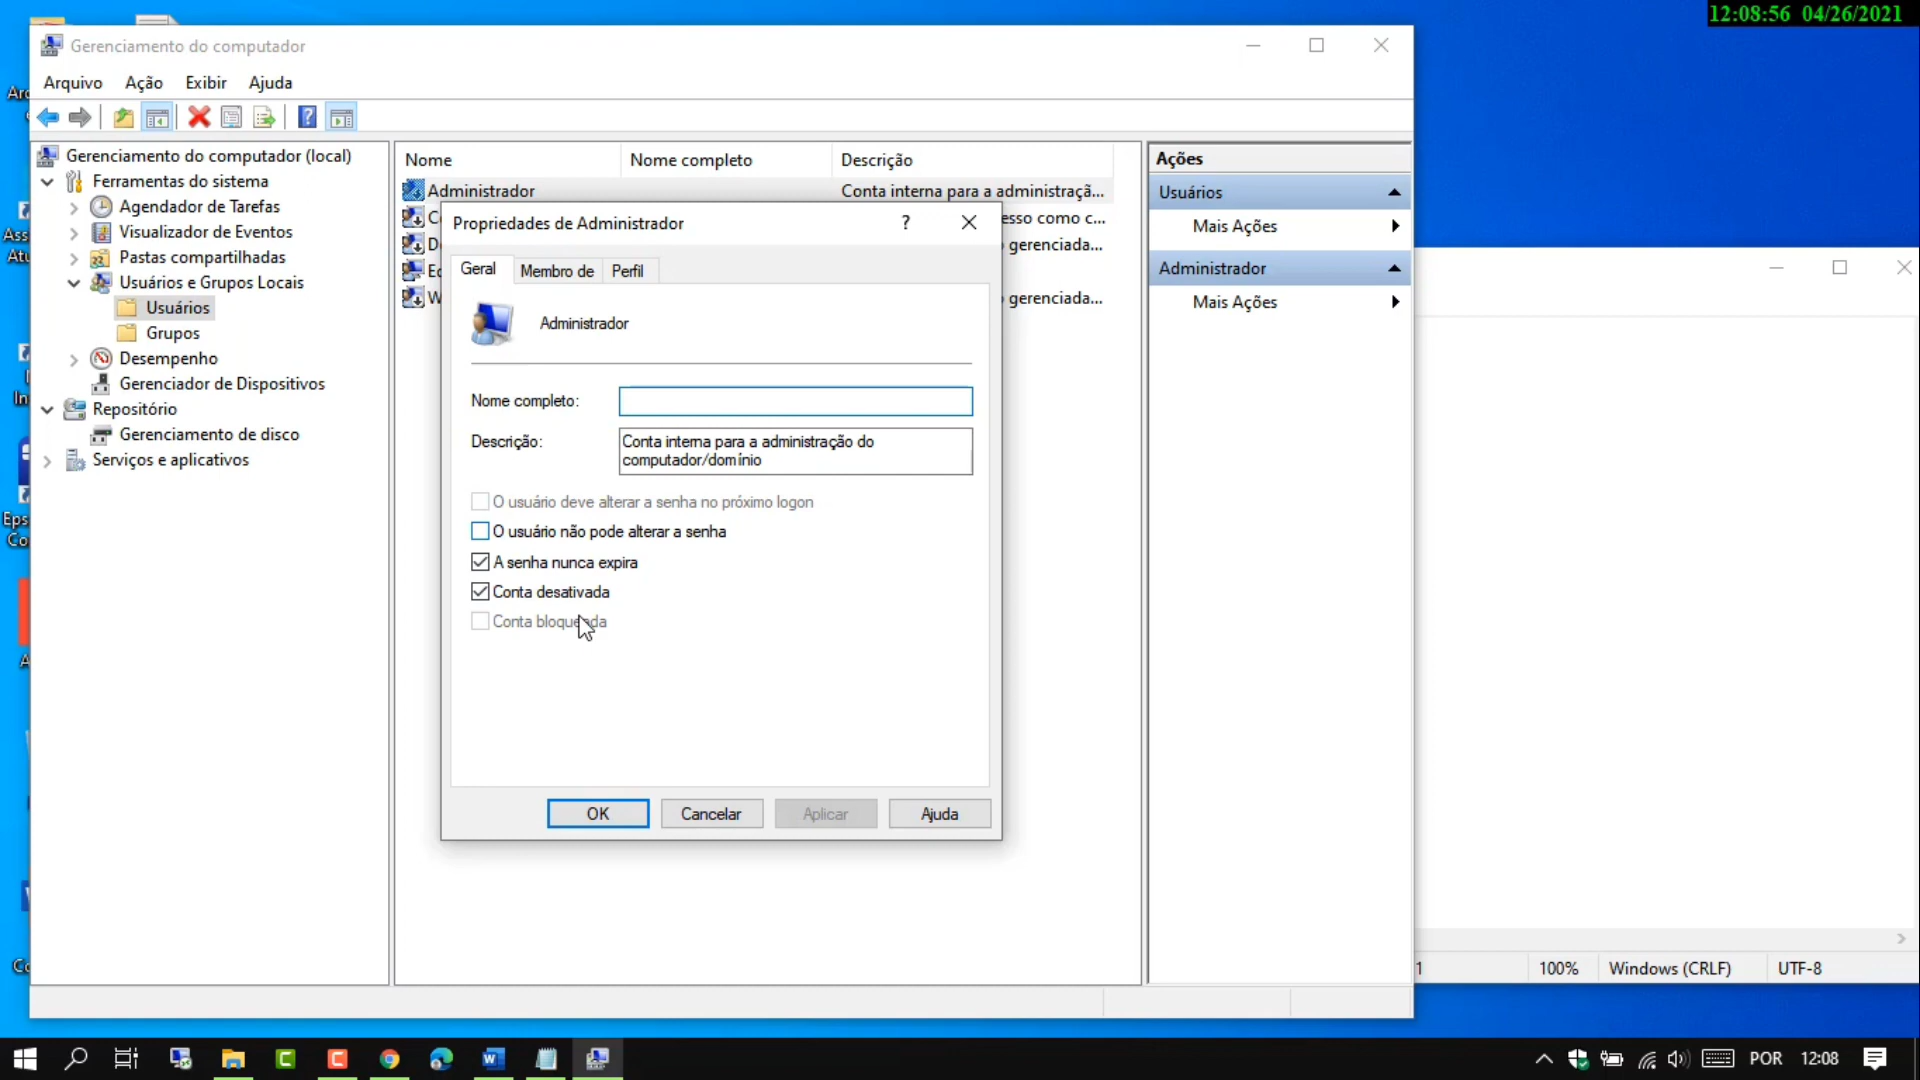 12:08:56 04/26/2021
Gerenciamento do computador
Arquivo Ação Exibir Ajuda
Gerenciamento do computador (local)
Ferramentas do sistema
Agendador de Tarefas
Visualizador de Eventos
Pastas compartilhadas
Usuários e Grupos Locais
Usuários
Grupos
Desempenho
Gerenciador de Dispositivos
Repositório
Gerenciamento de disco
Serviços e aplicativos
Nome Nome completo Descrição
Administrador Conta interna para a administraçã...
esso como c...
gerenciada...
gerenciada...
Propriedades de Administrador
Geral Membro de Perfil
Administrador
Nome completo:
Descrição: Conta interna para a administração do
computador/domínio
O usuário deve alterar a senha no próximo logon
O usuário não pode alterar a senha
A senha nunca expira
Conta desativada
Conta bloqueada
OK Cancelar Aplicar Ajuda
Ações
Usuários
Mais Ações
Administrador
Mais Ações
1 100% Windows (CRLF) UTF-8
POR 12:08